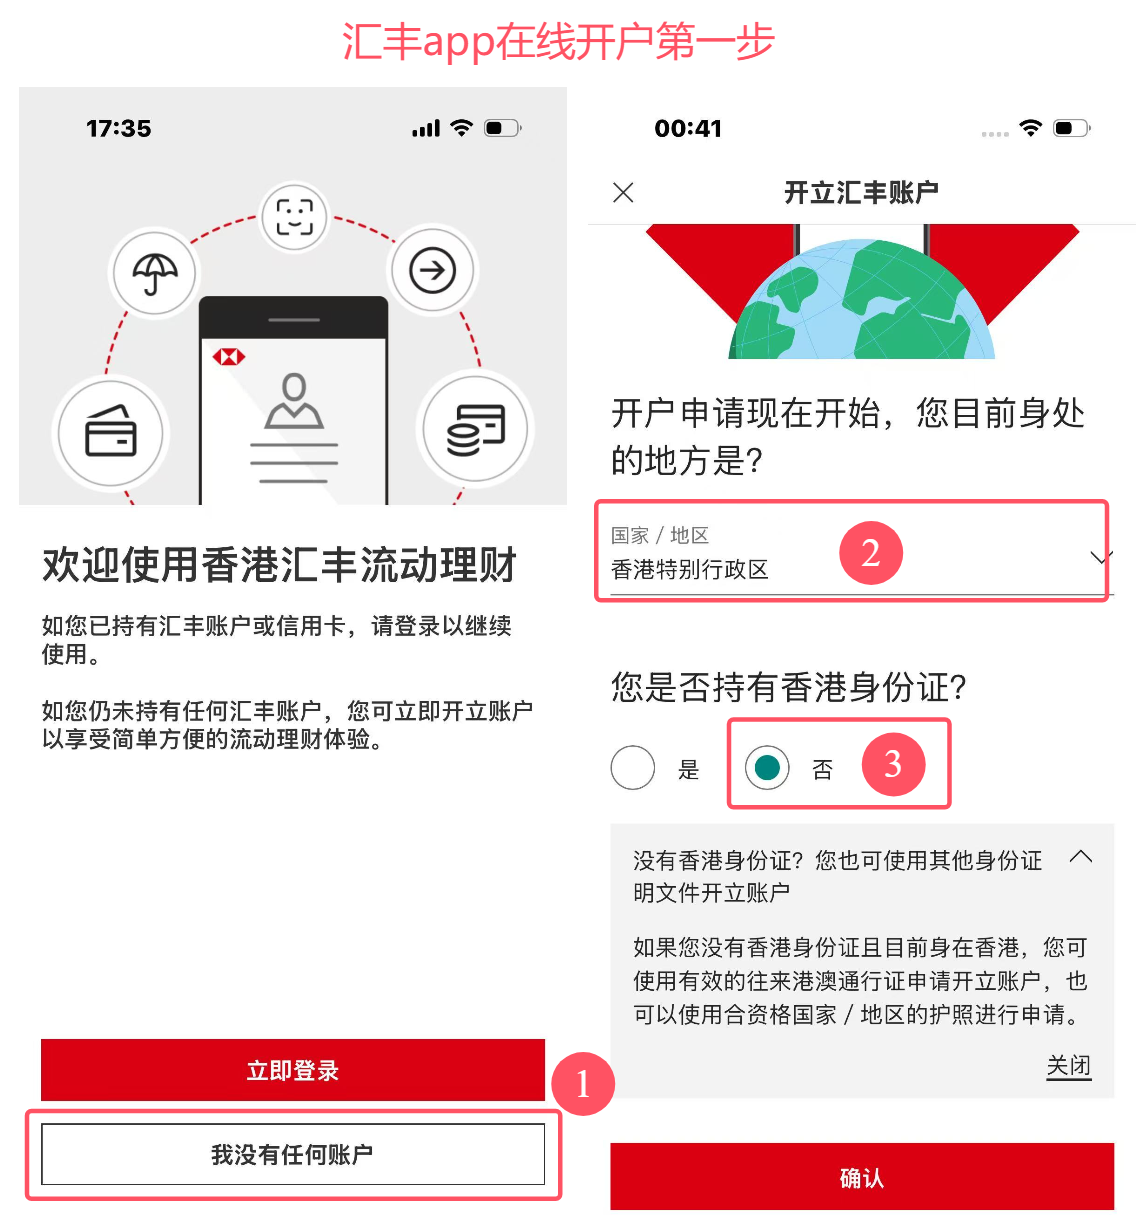 汇丰app在线开户第一步
17:35
欢迎使用香港汇丰流动理财
如您已持有汇丰账户或信用卡，请登录以继续
使用。
如您仍未持有任何汇丰账户，您可立即开立账户
以享受简单方便的流动理财体验。
立即登录
1
我没有任何账户
00:41
开立汇丰账户
开户申请现在开始，您目前身处
的地方是？
国家 / 地区
香港特别行政区
2
您是否持有香港身份证？
是
否
3
没有香港身份证？您也可使用其他身份证
明文件开立账户
如果您没有香港身份证且目前身在香港，您可
使用有效的往来港澳通行证申请开立账户，也
可以使用合资格国家 / 地区的护照进行申请。
关闭
确认